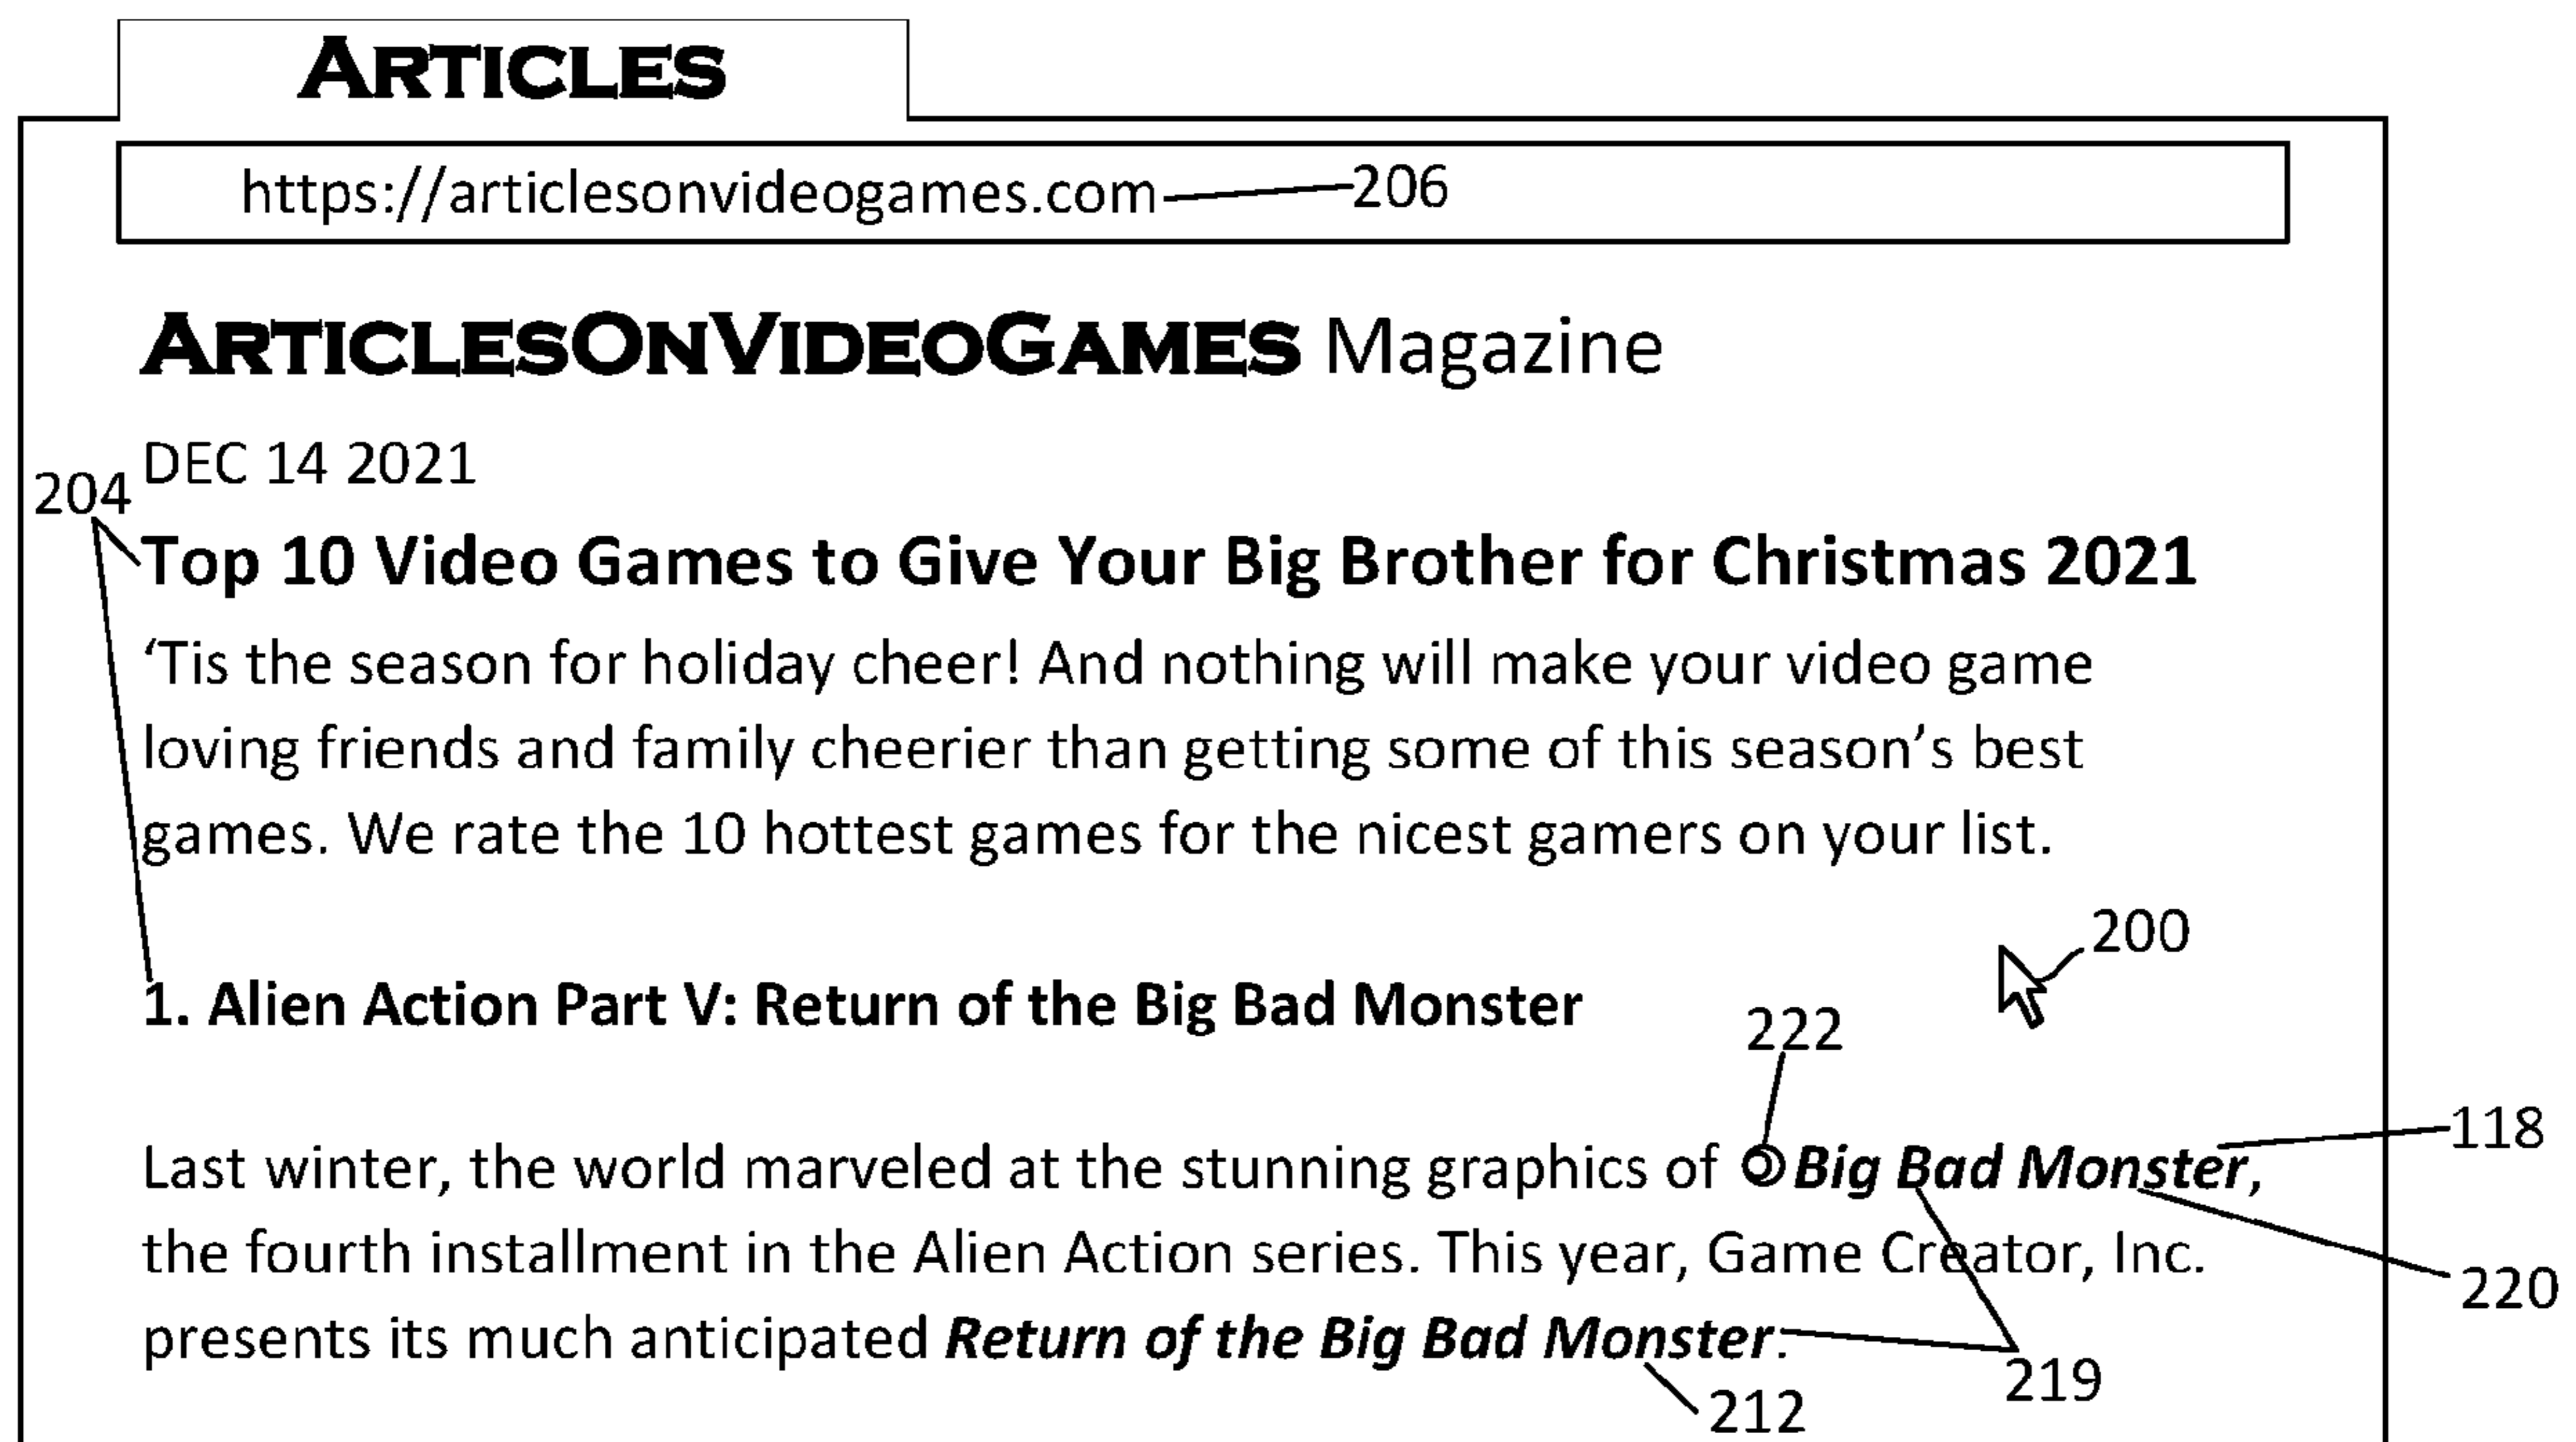 ARTICLES
https://articlesonvideogames.com 206
ARTICLESONVIDEOGAMES Magazine
DEC 14 2021
204
Top 10 Video Games to Give Your Big Brother for Christmas 2021
‘Tis the season for holiday cheer! And nothing will make your video game
loving friends and family cheerier than getting some of this season’s best
games. We rate the 10 hottest games for the nicest gamers on your list.
200
1. Alien Action Part V: Return of the Big Bad Monster
222
118
Last winter, the world marveled at the stunning graphics of Big Bad Monster,
the fourth installment in the Alien Action series. This year, Game Creator, Inc.
220
presents its much anticipated Return of the Big Bad Monster.
219
212